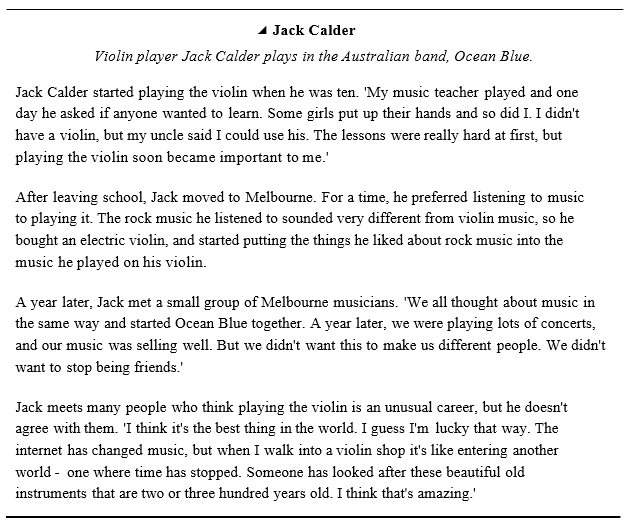 Jack Calder
Violin player Jack Calder plays in the Australian band, Ocean Blue.
Jack Calder started playing the violin when he was ten. 'My music teacher played and one
day he asked if anyone wanted to learn. Some girls put up their hands and so did I. I didn't
have a violin, but my uncle said I could use his. The lessons were really hard at first, but
playing the violin soon became important to me.'
After leaving school, Jack moved to Melbourne. For a time, he preferred listening to music
to playing it. The rock music he listened to sounded very different from violin music, so he
bought an electric violin, and started putting the things he liked about rock music into the
music he played on his violin.
A year later, Jack met a small group of Melbourne musicians. 'We all thought about music in
the same way and started Ocean Blue together. A year later, we were playing lots of concerts,
and our music was selling well. But we didn't want this to make us different people. We didn't
want to stop being friends.'
Jack meets many people who think playing the violin is an unusual career, but he doesn't
agree with them. 'I think it's the best thing in the world. I guess I'm lucky that way. The
internet has changed music, but when I walk into a violin shop it's like entering another
world - one where time has stopped. Someone has looked after these beautiful old
instruments that are two or three hundred years old. I think that's amazing.'